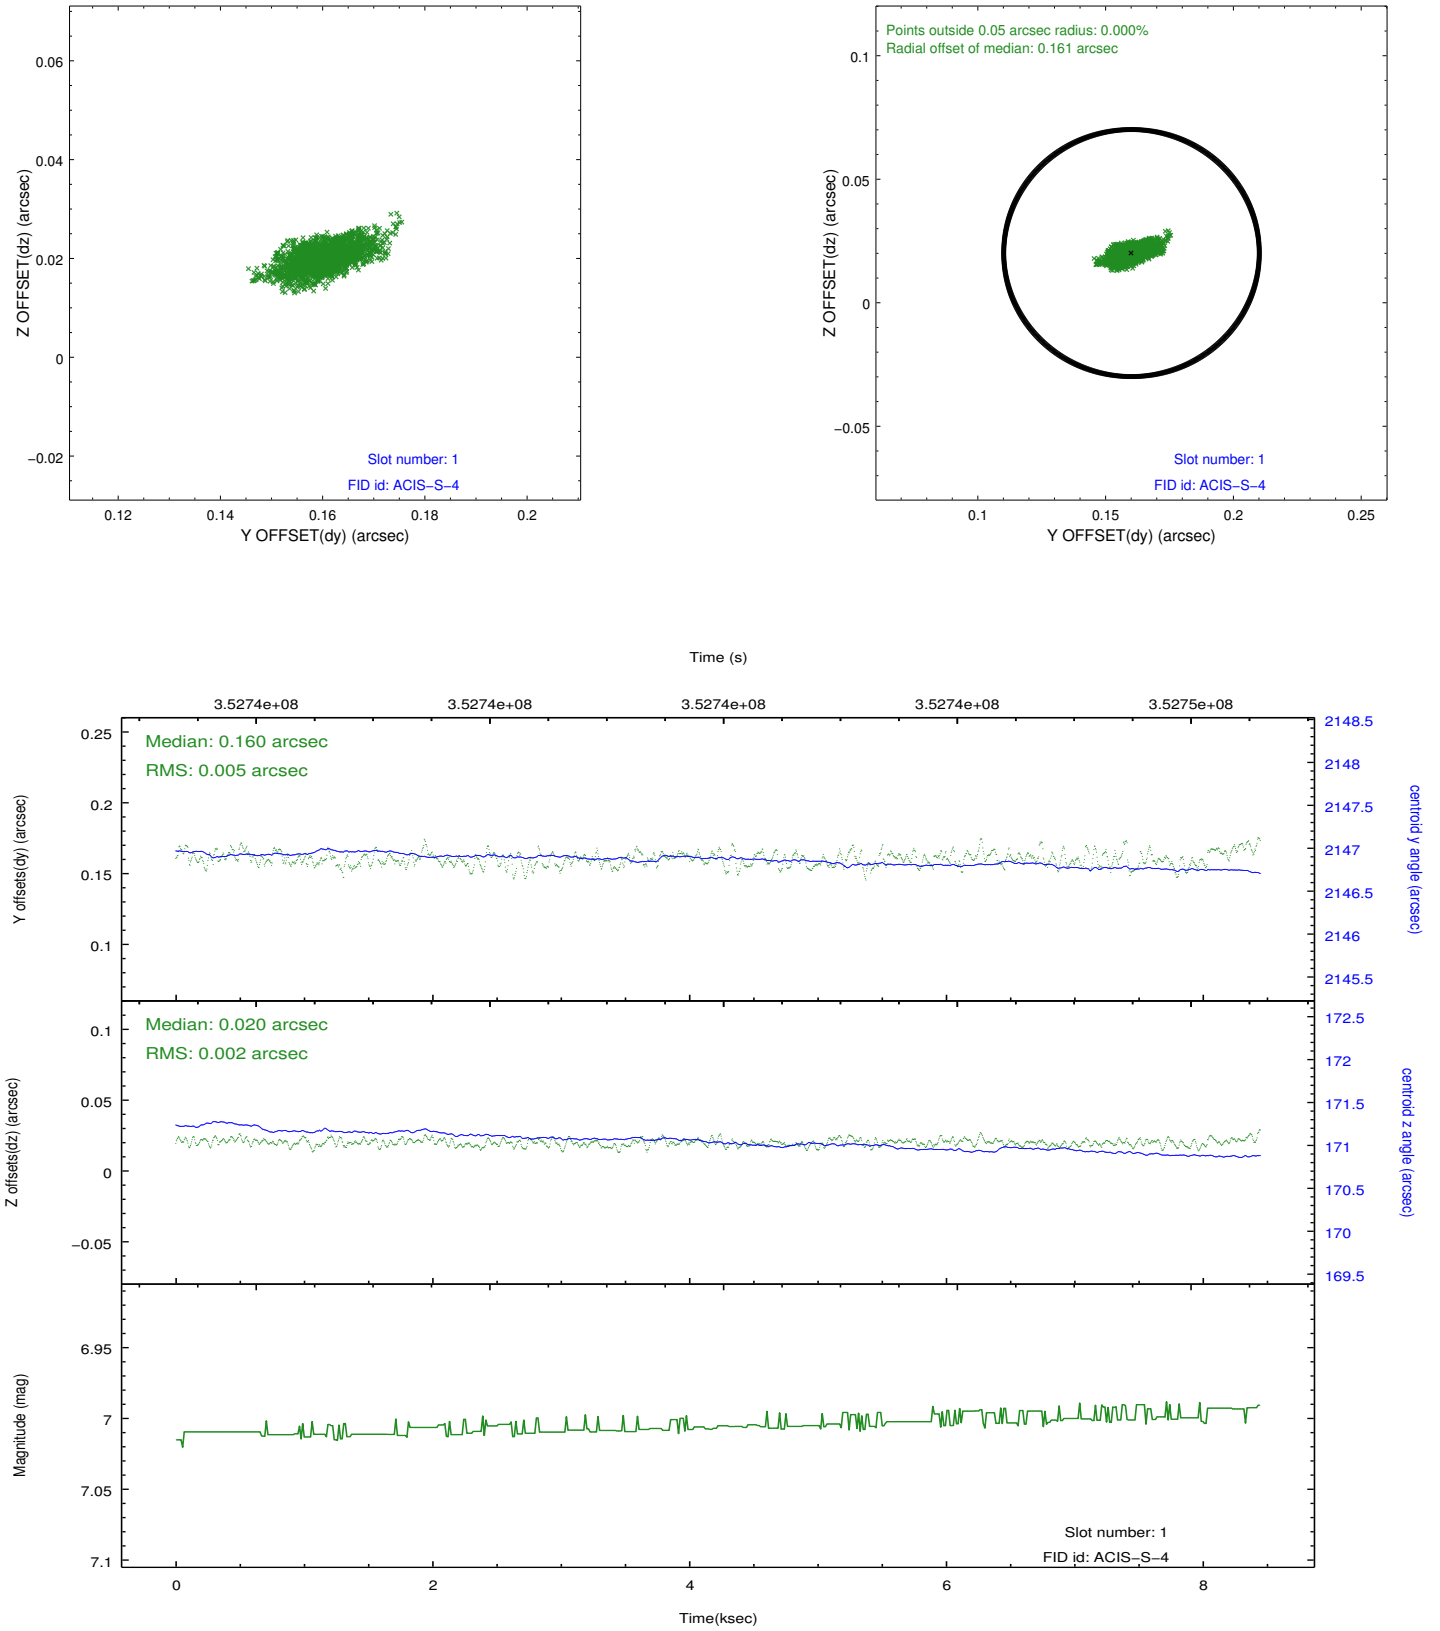 0.06
0.04
0.02
0
−0.02
Z OFFSET(dz) (arcsec)
Slot number: 1
FID id: ACIS−S−4
0.12 0.14 0.16 0.18 0.2
Y OFFSET(dy) (arcsec)
Points outside 0.05 arcsec radius: 0.000%
Radial offset of median: 0.161 arcsec
0.1
0.05
0
−0.05
Z OFFSET(dz) (arcsec)
Slot number: 1
FID id: ACIS−S−4
0.1 0.15 0.2 0.25
Y OFFSET(dy) (arcsec)
Time (s)
3.5274e+08 3.5274e+08 3.5274e+08 3.5274e+08 3.5275e+08
Median: 0.160 arcsec
RMS: 0.005 arcsec
0.25
0.2
0.15
0.1
Y offsets(dy) (arcsec)
2148.5
2148
2147.5
2147
2146.5
2146
2145.5
centroid y angle (arcsec)
Median: 0.020 arcsec
RMS: 0.002 arcsec
0.1
0.05
0
−0.05
Z offsets(dz) (arcsec)
172.5
172
171.5
171
170.5
170
169.5
centroid z angle (arcsec)
6.95
7
7.05
7.1
Magnitude (mag)
Slot number: 1
FID id: ACIS−S−4
0 2 4 6 8
Time(ksec)